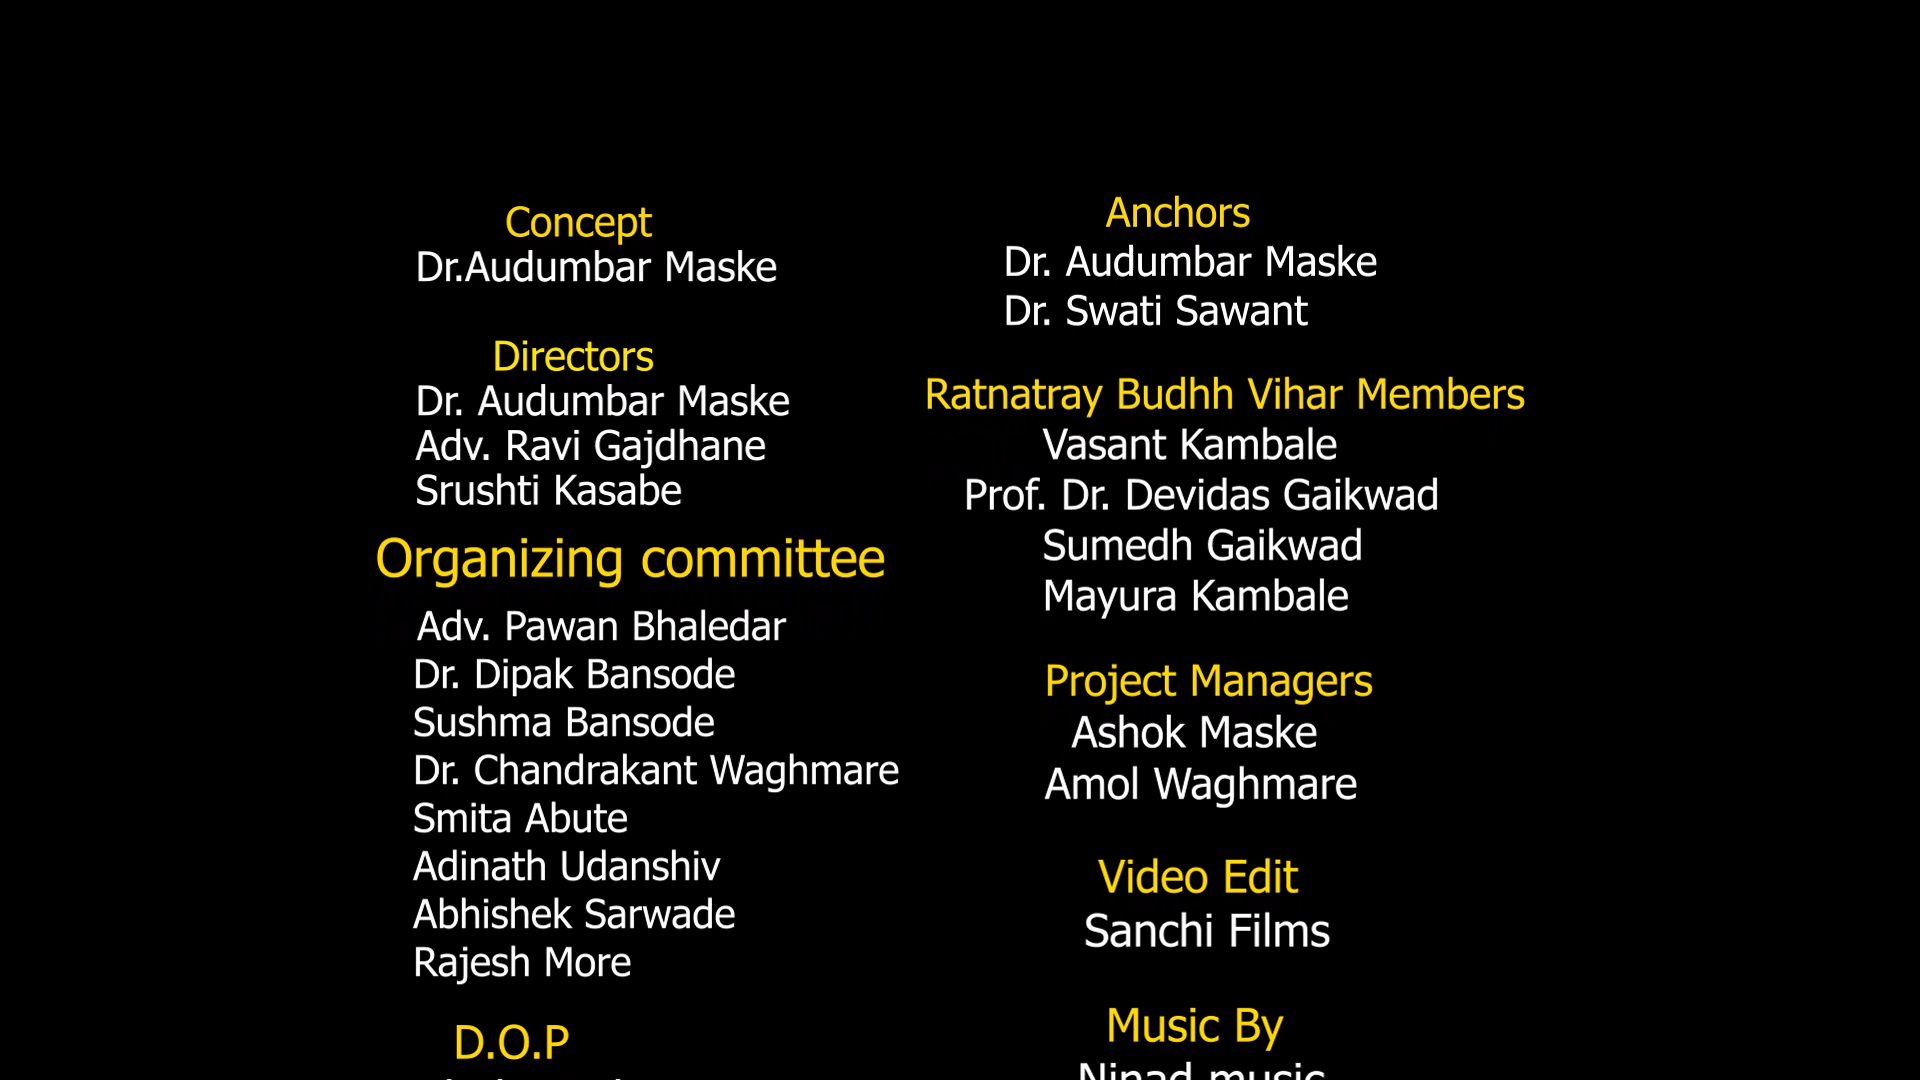 Concept
Dr.Audumbar Maske
Directors
Dr. Audumbar Maske
Adv. Ravi Gajdhane
Srushti Kasabe
Organizing committee
Adv. Pawan Bhaledar
Dr. Dipak Bansode
Sushma Bansode
Dr. Chandrakant Waghmare
Smita Abute
Adinath Udanshiv
Abhishek Sarwade
Rajesh More
D.O.P
Anchors
Dr. Audumbar Maske
Dr. Swati Sawant
Ratnatray Budhh Vihar Members
Vasant Kambale
Prof. Dr. Devidas Gaikwad
Sumedh Gaikwad
Mayura Kambale
Project Managers
Ashok Maske
Amol Waghmare
Video Edit
Sanchi Films
Music By
Ninad music